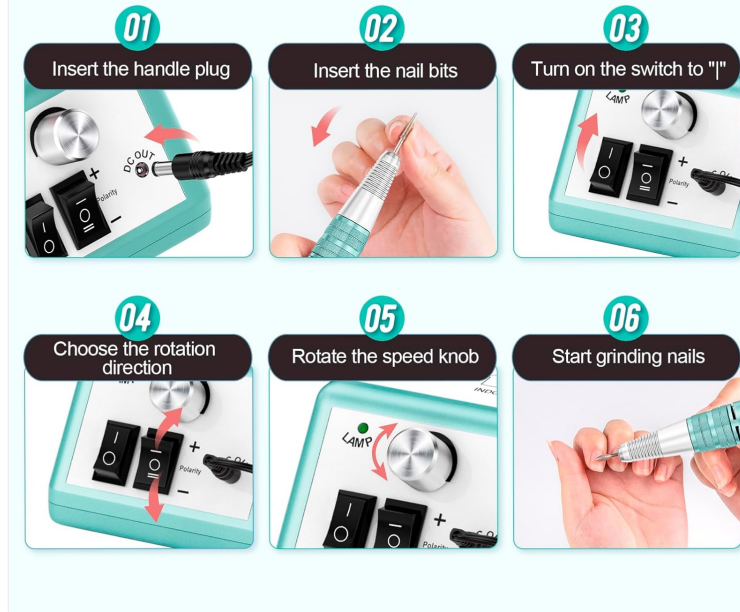 01
02
03
Insert the handle plug
Insert the nail bits
Turn on the switch to "|"
DC OUT
+
Polarity
−
LAMP
+
Polarity
−
04
05
06
Choose the rotation
direction
Rotate the speed knob
Start grinding nails
+
Polarity
−
LAMP
+